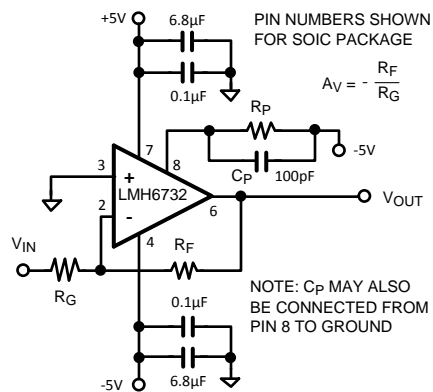 +5V
6.8µF
0.1µF
PIN NUMBERS SHOWN
FOR SOIC PACKAGE
AV = - RF
RG
RP
CP
100pF
-5V
7
8
3
+
LMH6732
6
VOUT
2
-
4
VIN
RG
RF
0.1µF
6.8µF
-5V
NOTE: CP MAY ALSO
BE CONNECTED FROM
PIN 8 TO GROUND